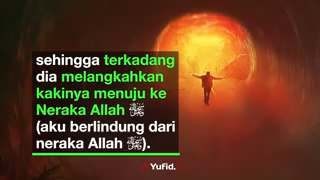 sehingga terkadang
dia melangkahkan
kakinya menuju ke
Neraka Allah ﷻ
(aku berlindung dari
neraka Allah ﷻ).
Yufid.